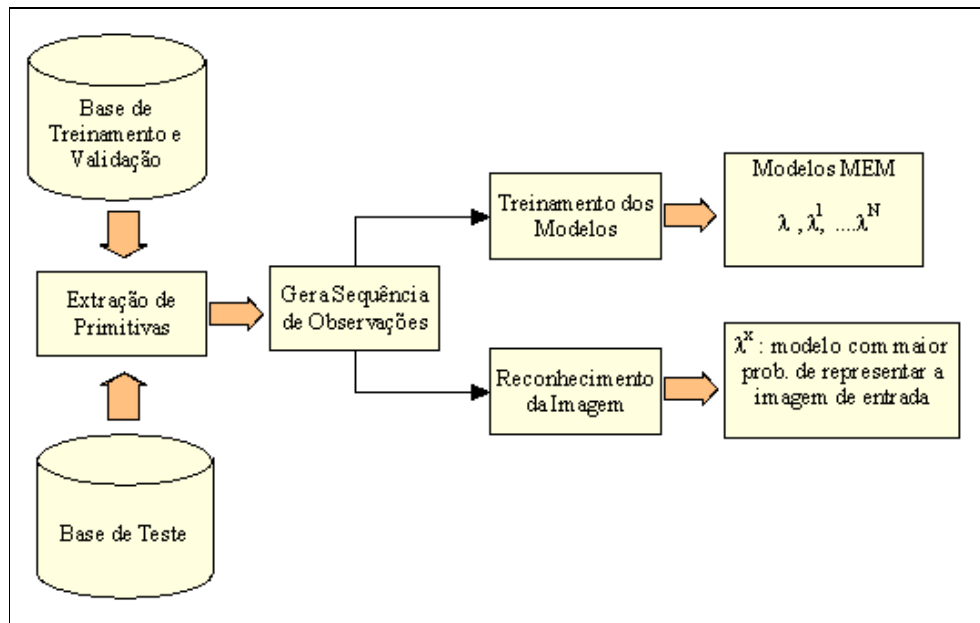 Base de
Treinamento e
Validação
Extração de
Primitivas
Base de Teste
Gera Sequência
de Observações
Treinamento dos
Modelos
Modelos MEM
λ , λ¹, ....λᴺ
Reconhecimento
da Imagem
λˣ : modelo com maior
prob. de representar a
imagem de entrada